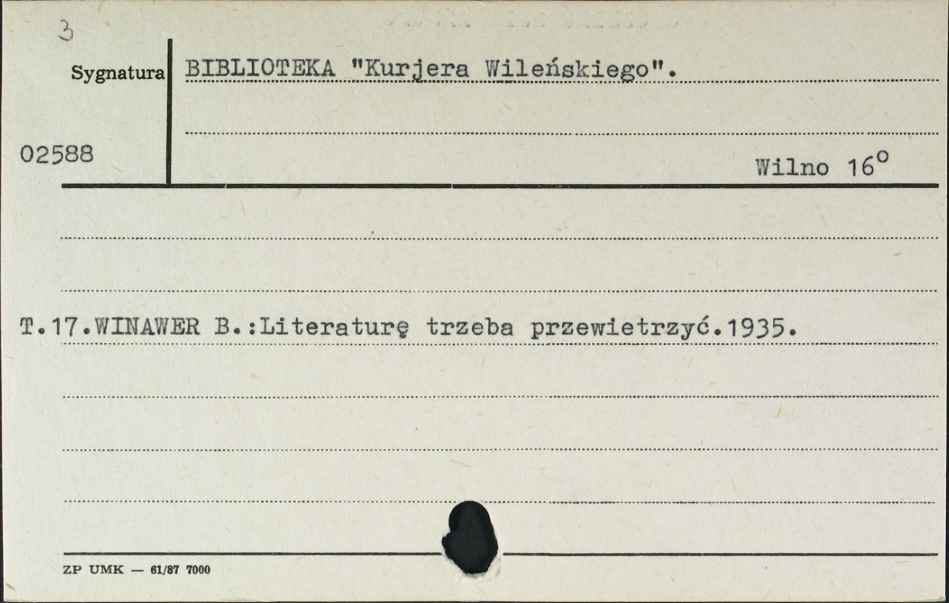 3
Sygnatura
BIBLIOTEKA "Kurjera Wileńskiego".
02588
Wilno 16°
T.17.WINAWER B.:Literaturę trzeba przewietrzyć.1935.
ZP UMK — 61/87 7000